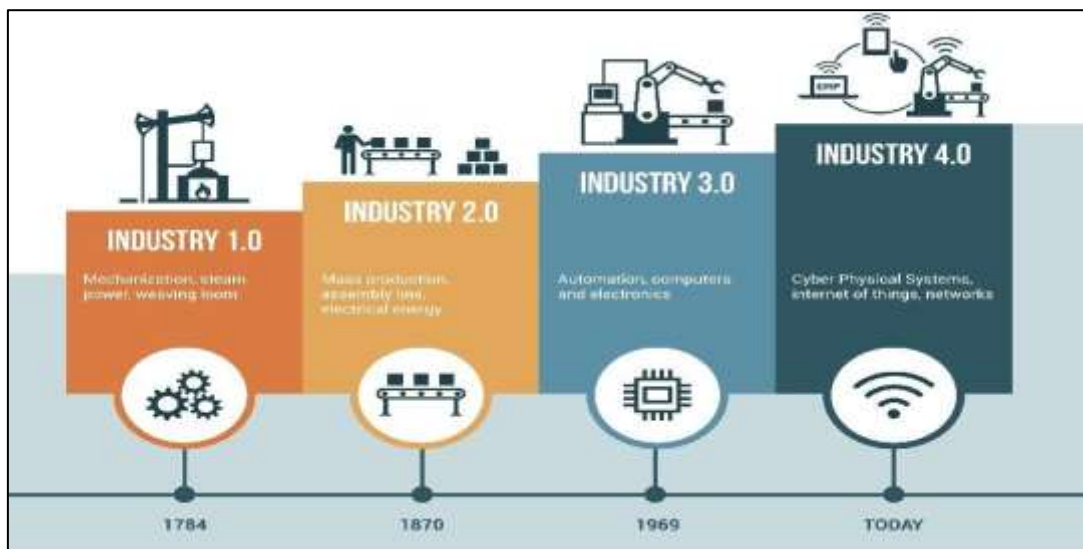 ERP
INDUSTRY 1.0
Mechanization, steam
power, weaving loom
INDUSTRY 2.0
Mass production,
assembly line,
electrical energy
INDUSTRY 3.0
Automation, computers
and electronics
INDUSTRY 4.0
Cyber Physical Systems,
internet of things, networks
1784
1870
1969
TODAY